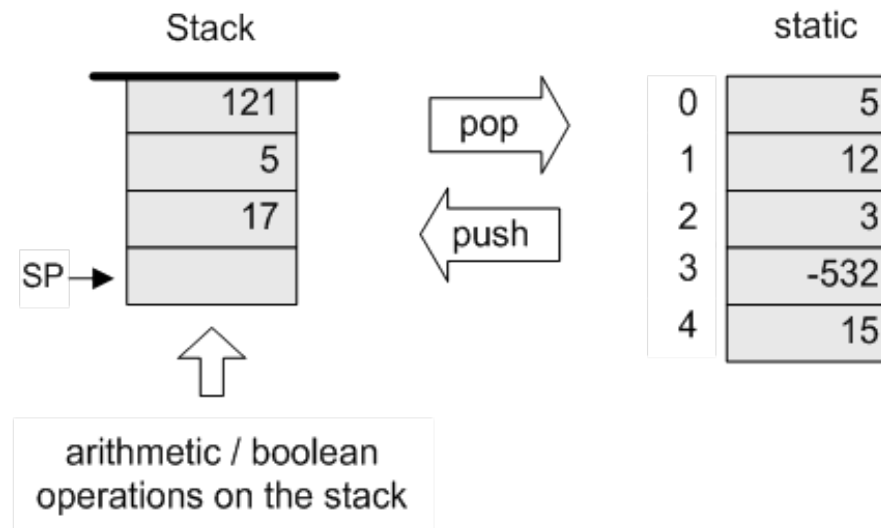 Stack
121
5
17
SP
arithmetic / boolean
operations on the stack
pop
push
static
0 5
1 12
2 3
3 -532
4 15